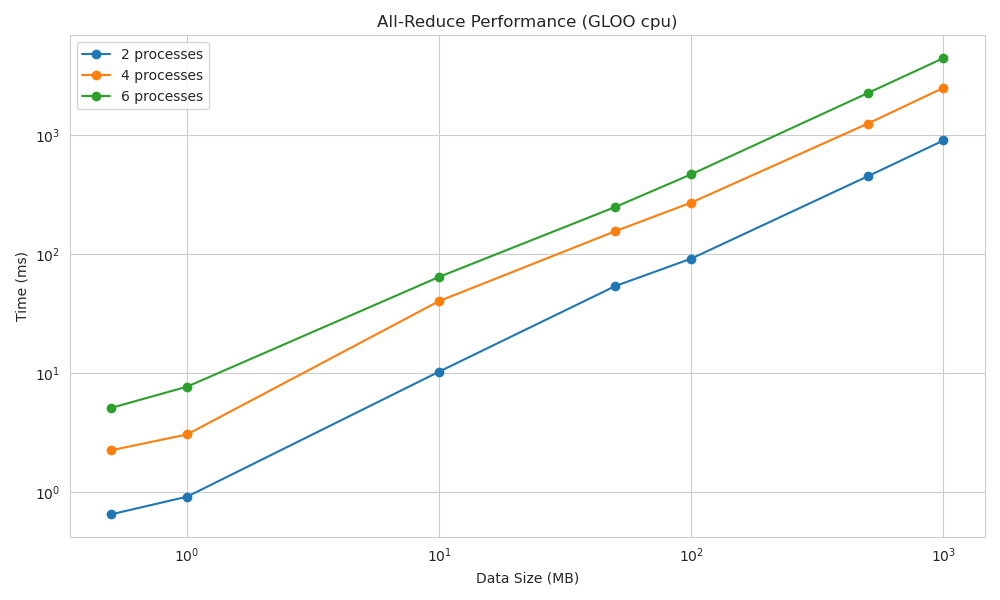 All-Reduce Performance (GLOO cpu)
2 processes
4 processes
6 processes
10³
10²
10¹
10⁰
Time (ms)
10⁰ 10¹ 10² 10³
Data Size (MB)